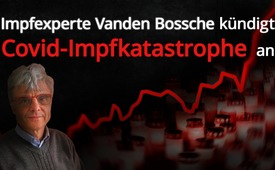 Impfexperte Vanden Bossche kündigt
Covid-Impfkatastrophe an